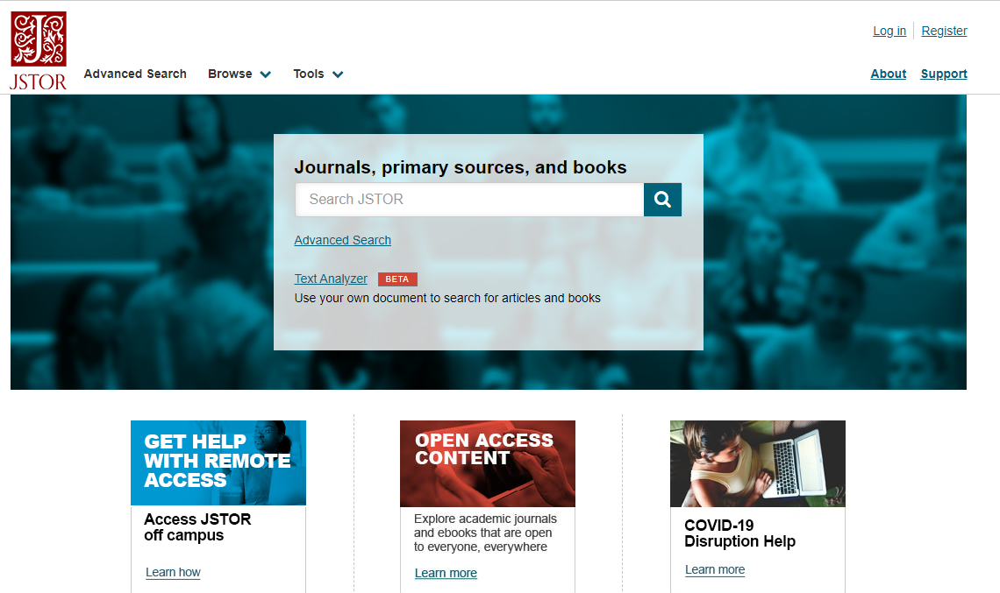 Log in
Register
J
JSTOR
Advanced Search
Browse
Tools
About
Support
Journals, primary sources, and books
Search JSTOR
Advanced Search
Text Analyzer
BETA
Use your own document to search for articles and books
GET HELP
WITH REMOTE
ACCESS
Access JSTOR
off campus
Learn how
OPEN ACCESS
CONTENT
Explore academic journals
and ebooks that are open
to everyone, everywhere
Learn more
COVID-19
Disruption Help
Learn more